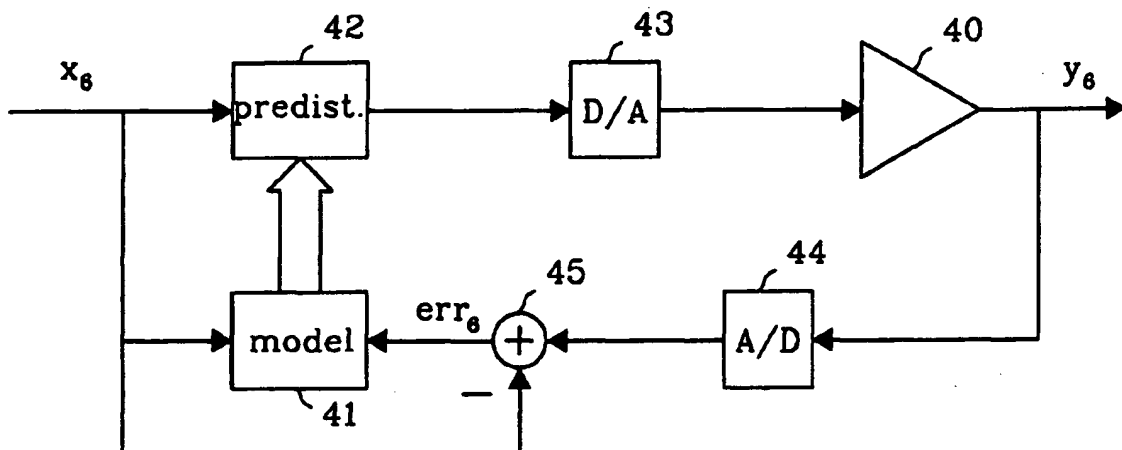 42
43
40
x₆
y₆
predist.
D/A
45
44
err₆
model
+
A/D
−
41